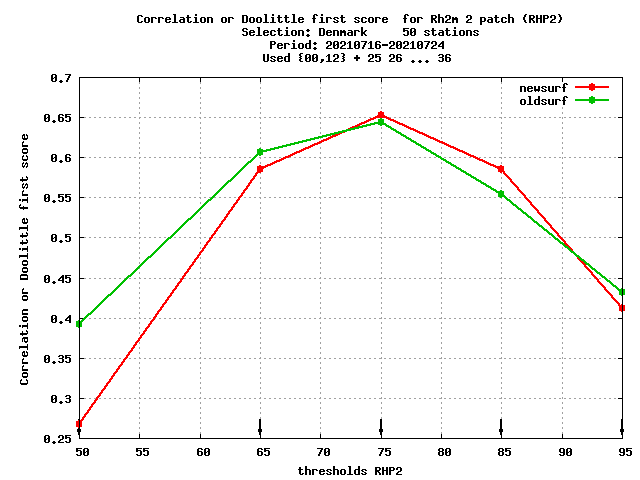 Correlation or Doolittle first score  for Rh2m 2 patch (RHP2)
Selection: Denmark     50 stations
Period: 20210716-20210724
Used {00,12} + 25 26 ... 36
newsurf
oldsurf
Correlation or Doolittle first score
0.7
0.65
0.6
0.55
0.5
0.45
0.4
0.35
0.3
0.25
50 55 60 65 70 75 80 85 90 95
thresholds RHP2